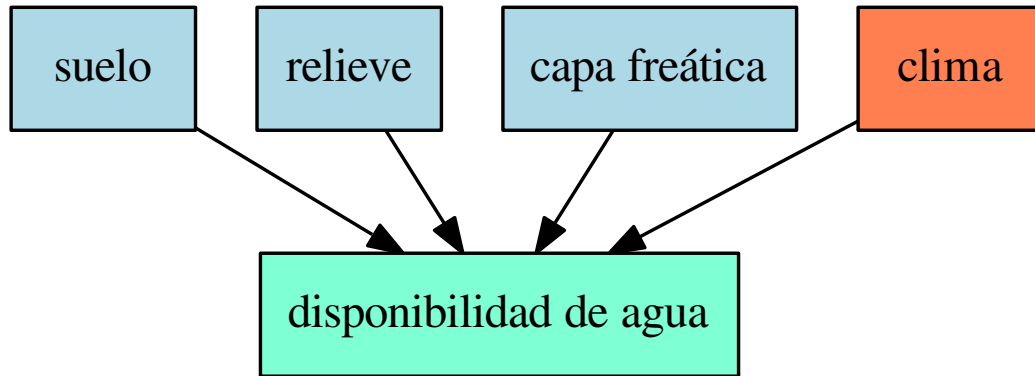 suelo
relieve
capa freática
clima
disponibilidad de agua